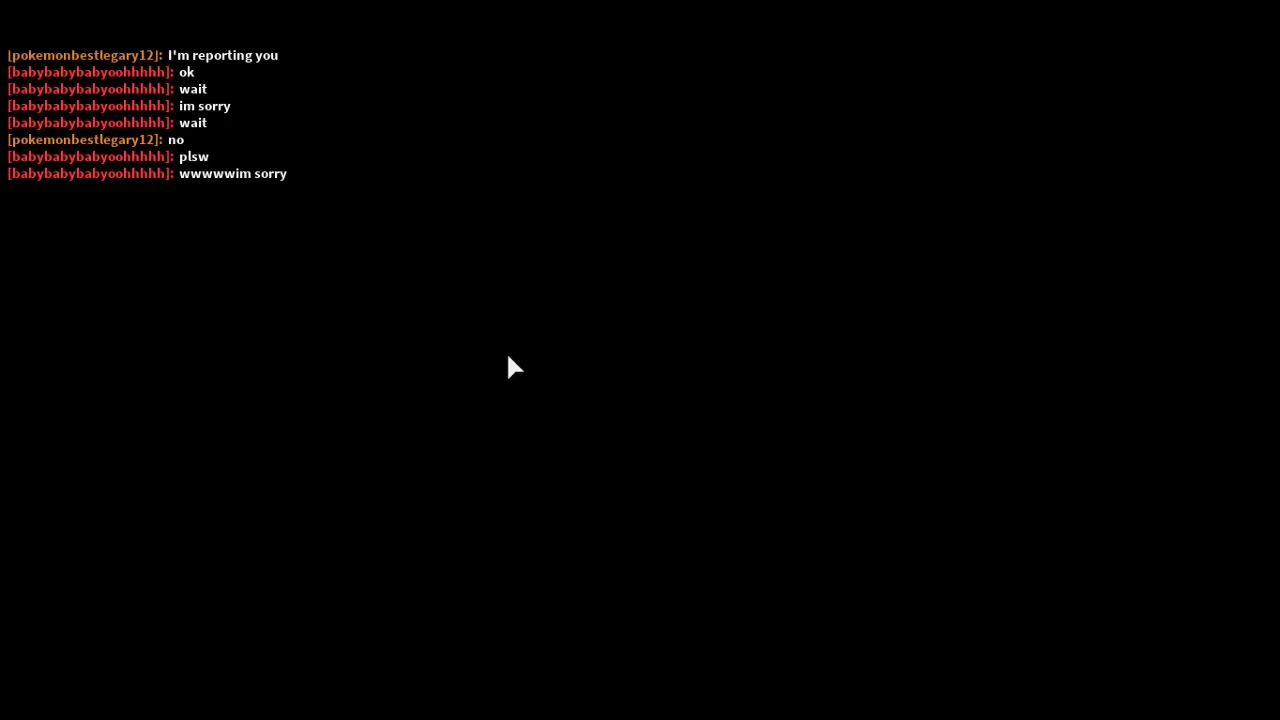 [pokemonbestlegary12]: I'm reporting you
[babybabybabyoohhhhh]: ok
[babybabybabyoohhhhh]: wait
[babybabybabyoohhhhh]: im sorry
[babybabybabyoohhhhh]: wait
[pokemonbestlegary12]: no
[babybabybabyoohhhhh]: plsw
[babybabybabyoohhhhh]: wwwwwim sorry